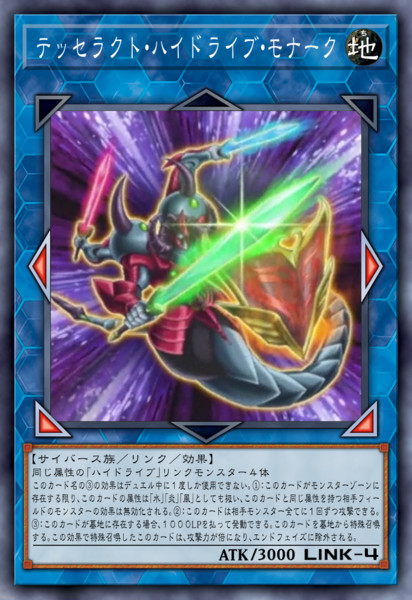 テッセラクト・ハイドライブ・モナーク
地
【サイバース族／リンク／効果】
同じ属性の「ハイドライブ」リンクモンスター４体
このカード名の③の効果はデュエル中に１度しか使用できない。①：このカードがモンスターゾーンに
存在する限り、このカードの属性は「水」「炎」「風」としても扱い、このカードと同じ属性を持つ相手フィー
ルドのモンスターの効果は無効化される。②：このカードは相手モンスター全てに１回ずつ攻撃できる。
③：このカードが墓地に存在する場合、１０００LPを払って発動できる。このカードを墓地から特殊召喚
する。この効果で特殊召喚したこのカードは、攻撃力が倍になり、エンドフェイズに除外される。
ATK/3000 LINK-4